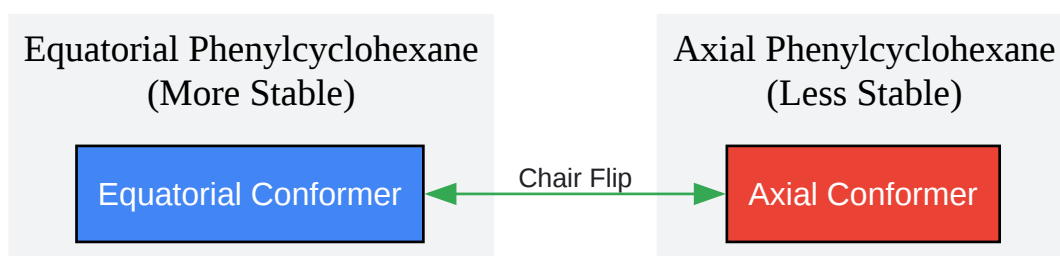 Equatorial Phenylcyclohexane
(More Stable)
Equatorial Conformer
Chair Flip
Axial Phenylcyclohexane
(Less Stable)
Axial Conformer